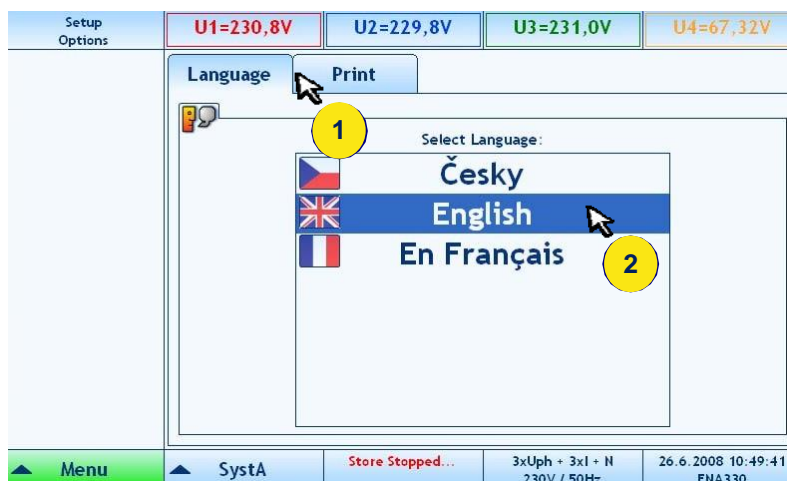 Setup
Options
U1=230,8V
U2=229,8V
U3=231,0V
U4=67,32V
Language
Print
1
Select Language:
Česky
English
En Français
2
Menu
SystA
Store Stopped...
3xUph + 3xI + N
230V / 50Hz
26.6.2008 10:49:41
ENA330